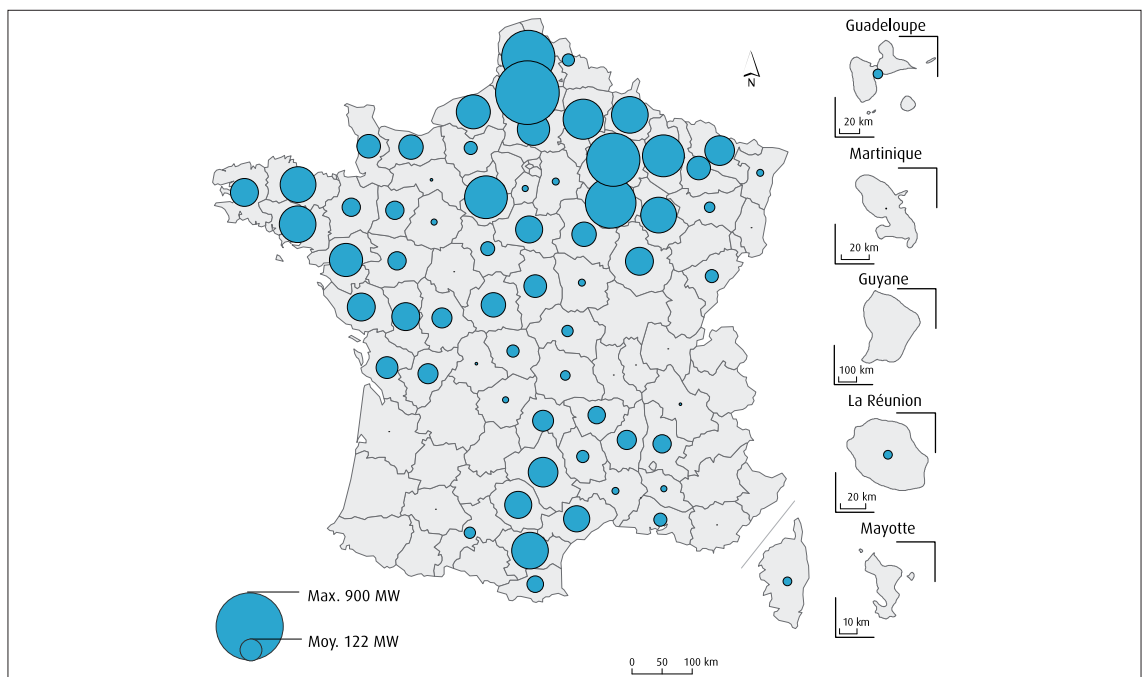 Guadeloupe
N
20 km
Martinique
20 km
Guyane
100 km
La Réunion
20 km
Mayotte
10 km
Max. 900 MW
Moy. 122 MW
0 50 100 km